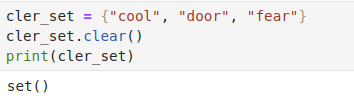 cler_set = {"cool", "door", "fear"}
cler_set.clear()
print(cler_set)
set()